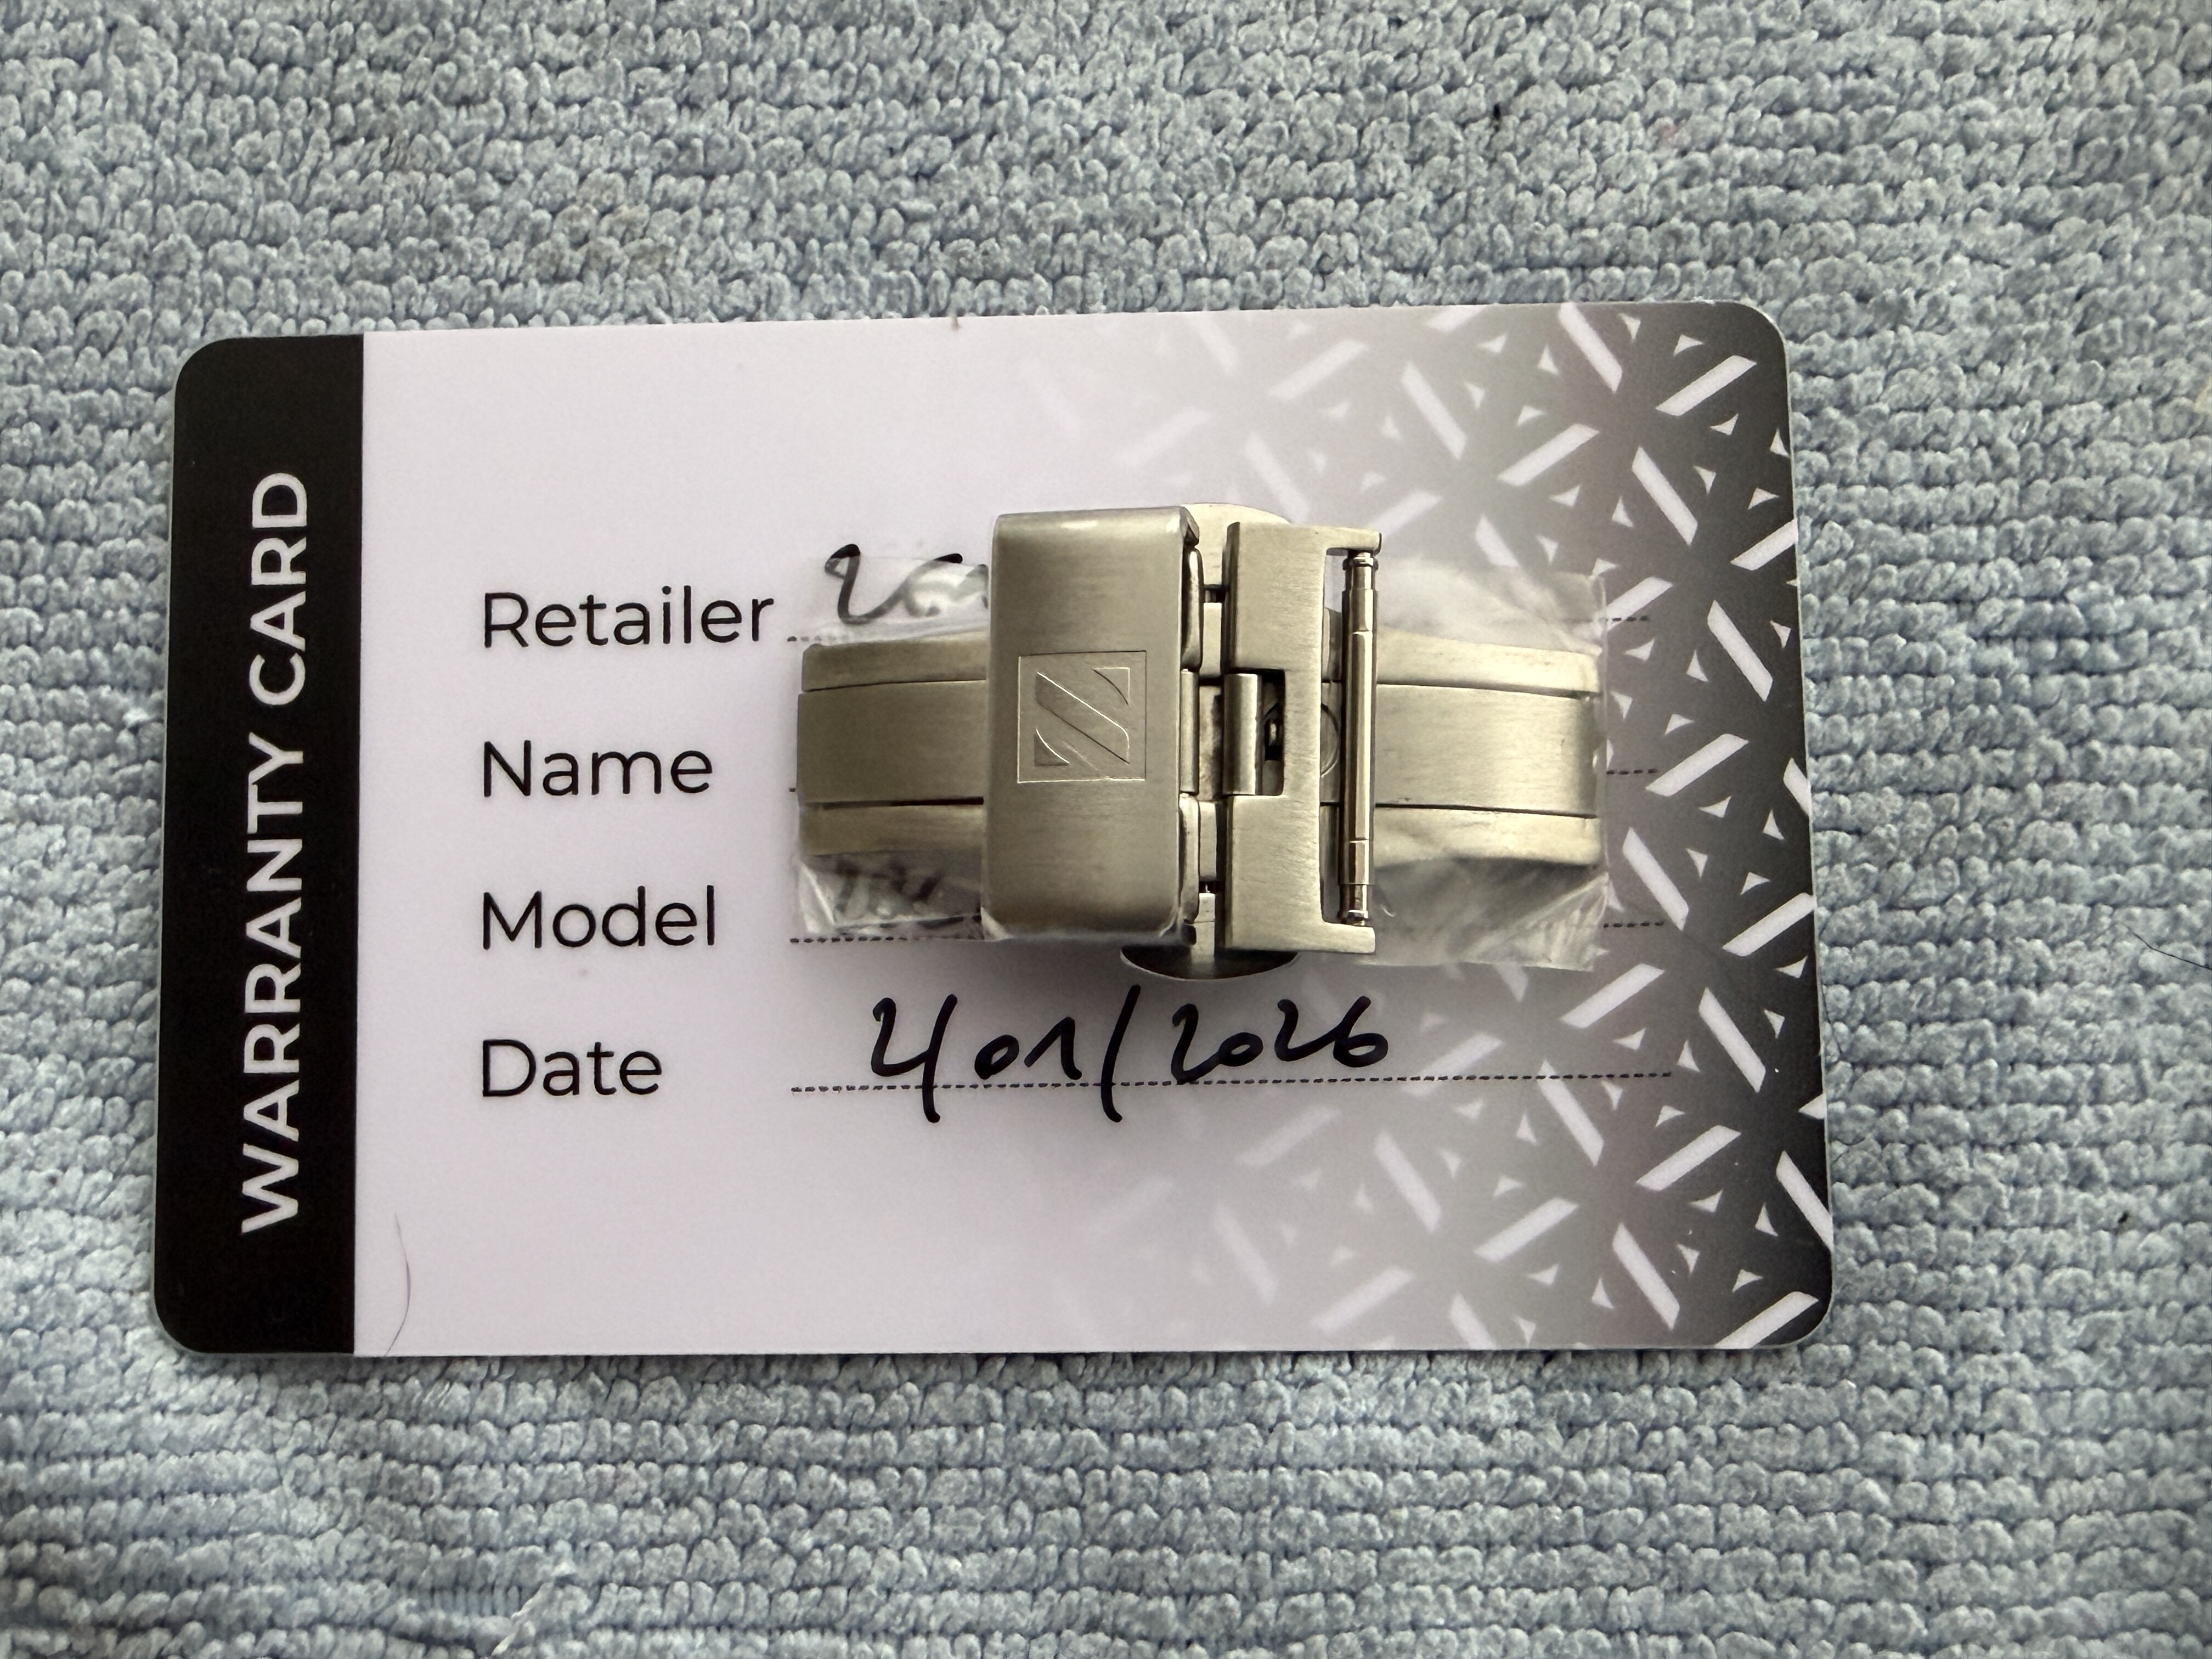 WARRANTY CARD
Retailer
Name
Model
Date 4/01/2026